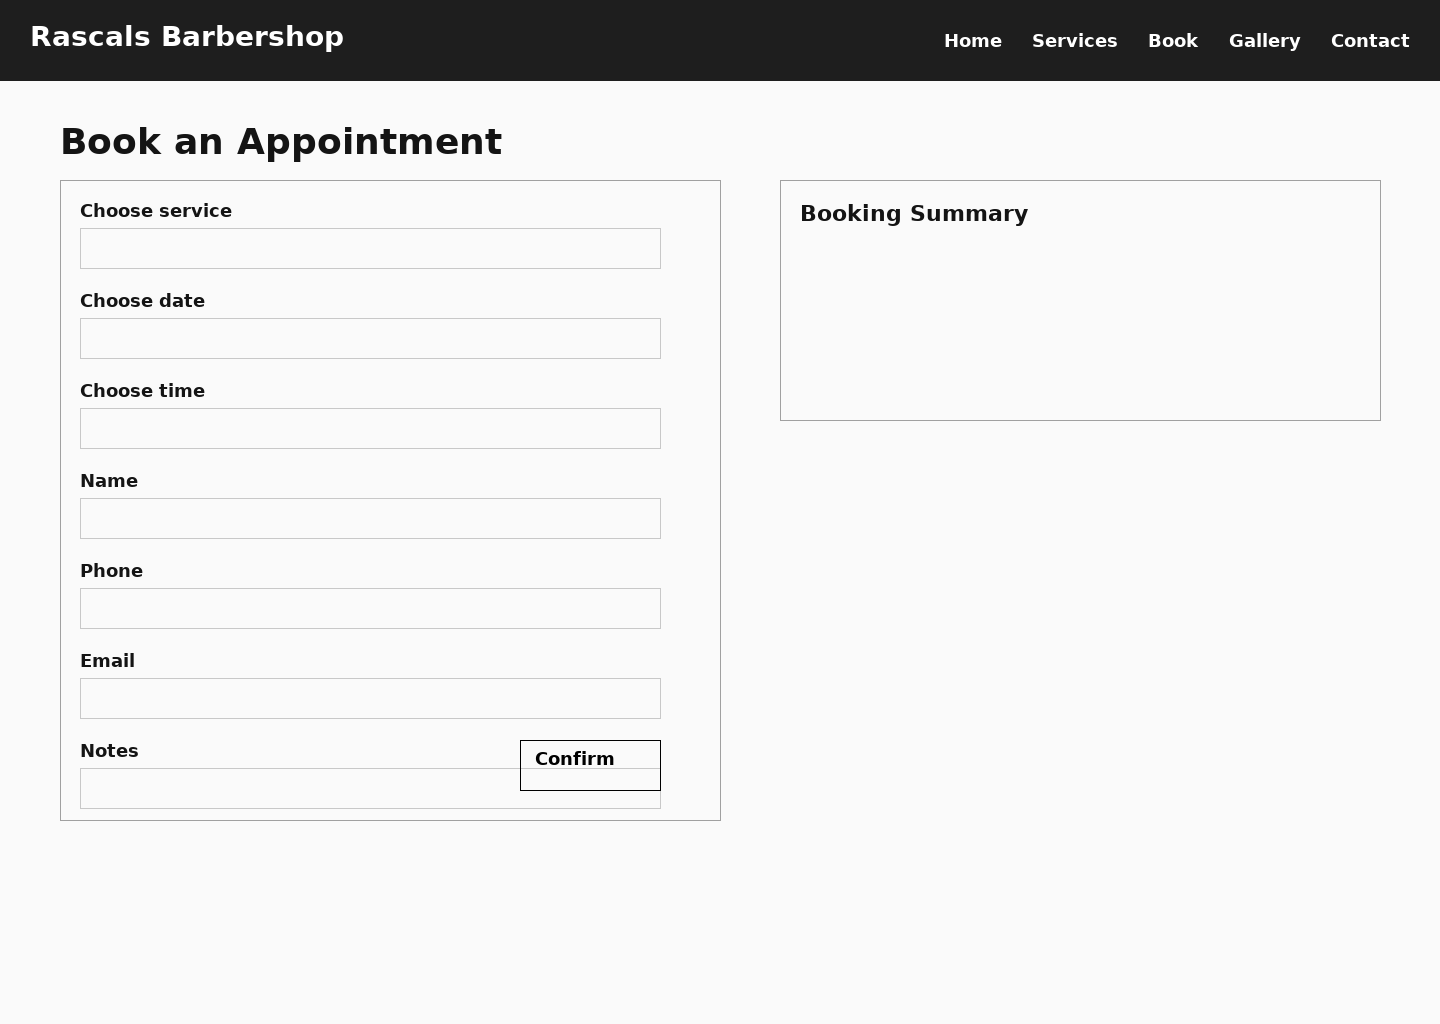 Rascals Barbershop
Home Services Book Gallery Contact
Book an Appointment
Choose service
Choose date
Choose time
Name
Phone
Email
Notes
Confirm
Booking Summary